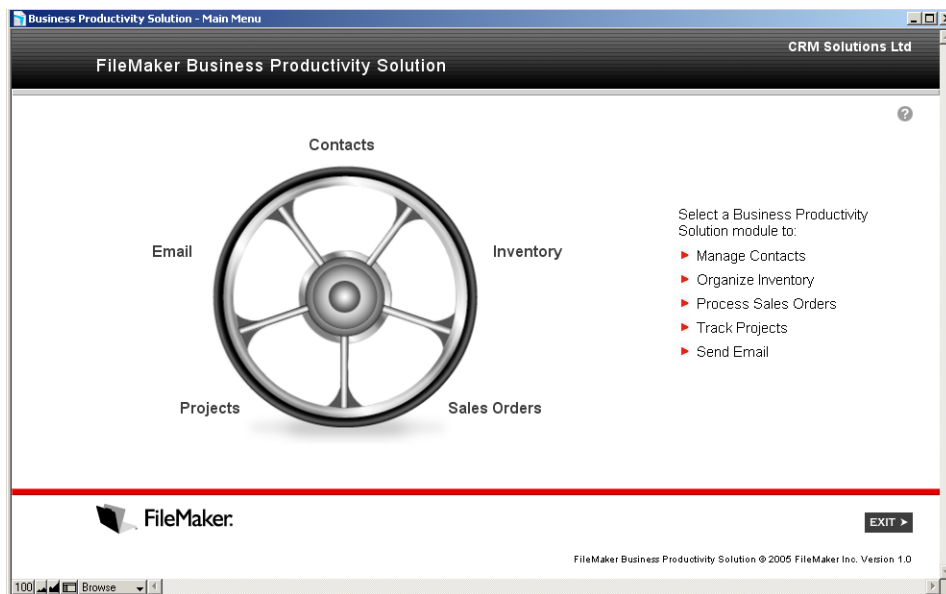 Business Productivity Solution - Main Menu
CRM Solutions Ltd
FileMaker Business Productivity Solution
?
Contacts
Email
Inventory
Projects
Sales Orders
Select a Business Productivity
Solution module to:
Manage Contacts
Organize Inventory
Process Sales Orders
Track Projects
Send Email
FileMaker.
EXIT
FileMaker Business Productivity Solution © 2005 FileMaker Inc. Version 1.0
100 Browse